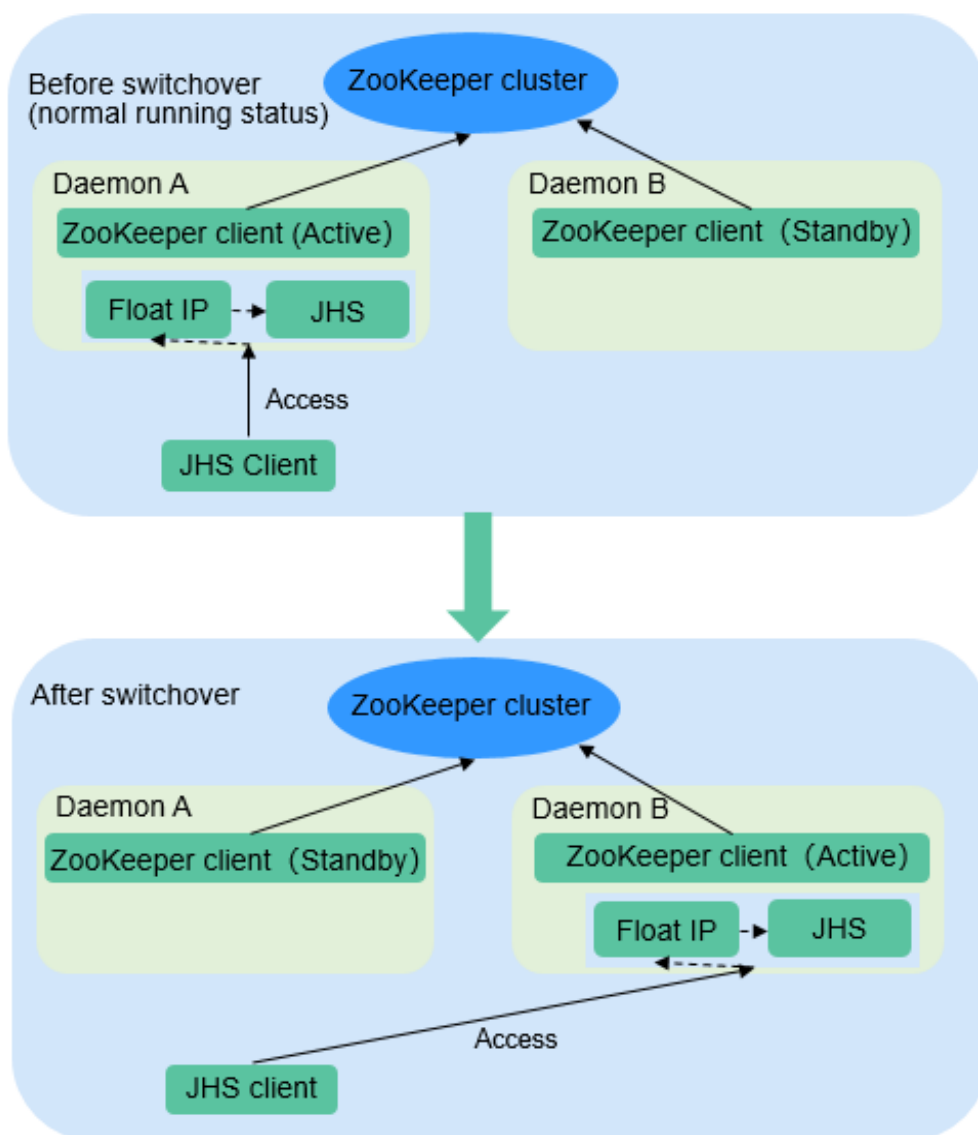 ZooKeeper cluster
Before switchover
(normal running status)
Daemon A
Daemon B
ZooKeeper client (Active）
ZooKeeper client（Standby）
Float IP
JHS
Access
JHS Client
ZooKeeper cluster
After switchover
Daemon A
Daemon B
ZooKeeper client（Standby）
ZooKeeper client（Active）
Float IP
JHS
Access
JHS client